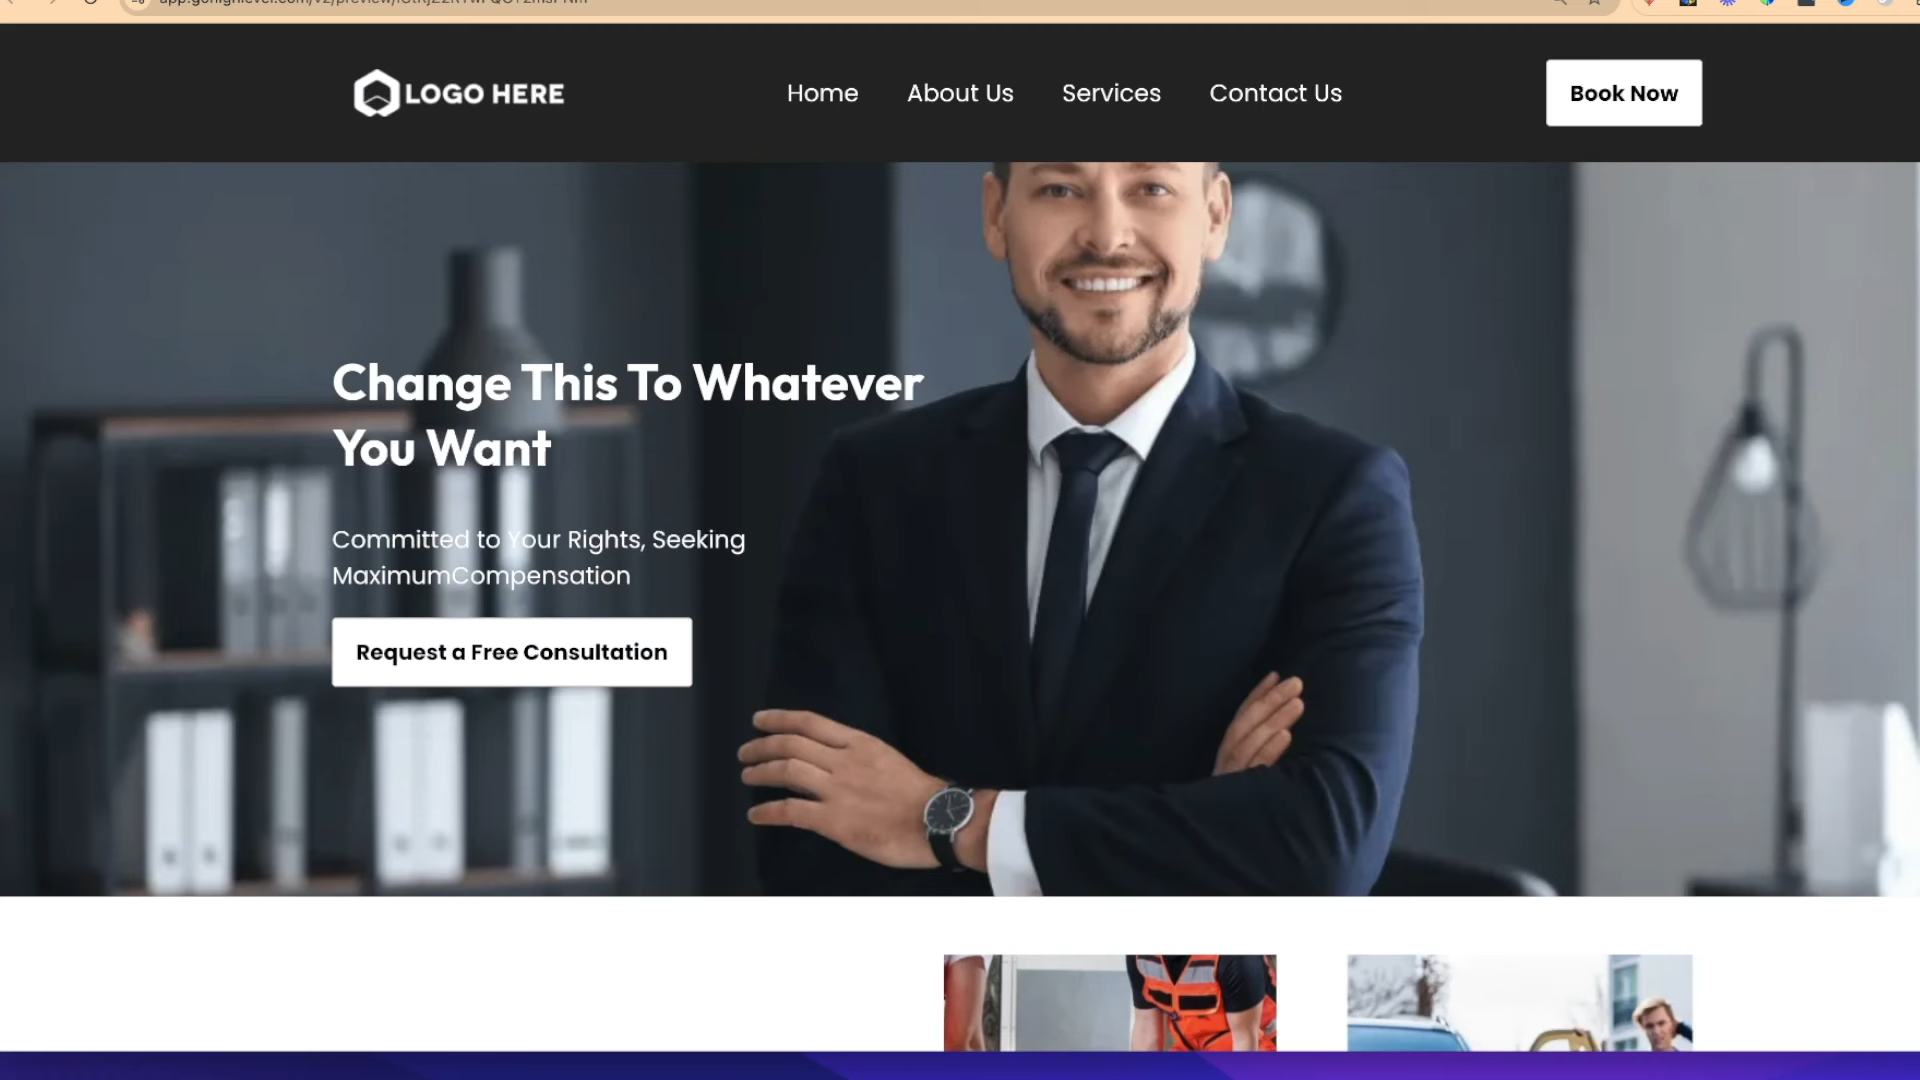 LOGO HERE
Home
About Us
Services
Contact Us
Book Now
Change This To Whatever
You Want
Committed to Your Rights, Seeking
MaximumCompensation
Request a Free Consultation